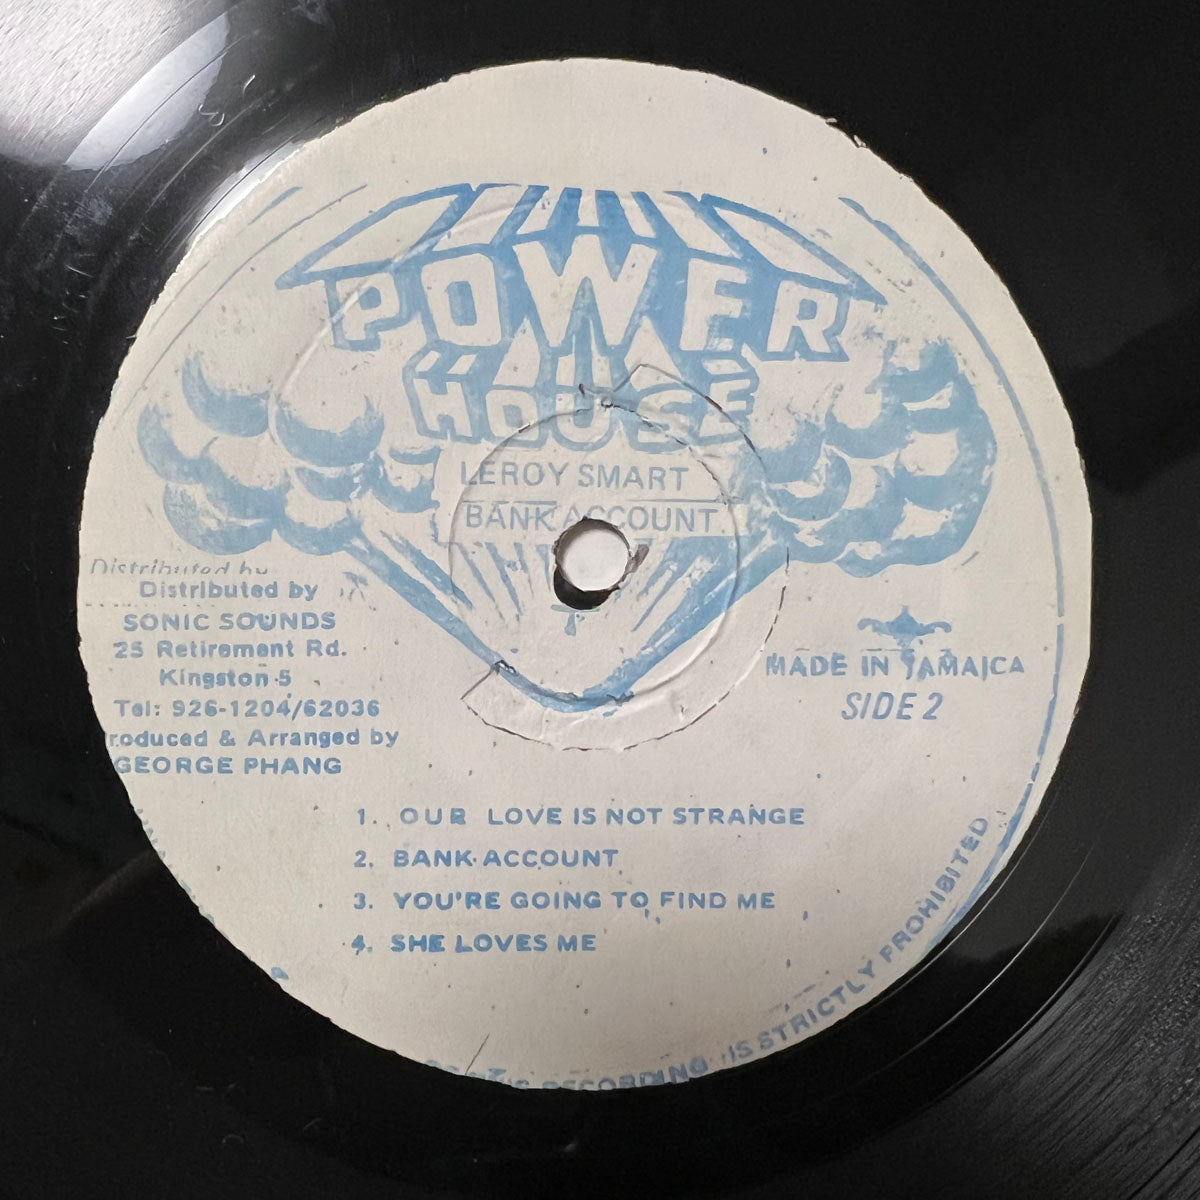 POWER
HOUSE
LEROY SMART
BANK ACCOUNT
Distributed by
Distributed by
SONIC SOUNDS
25 Retirement Rd.
Kingston 5
Tel: 926-1204/62036
roduced & Arranged by
GEORGE PHANG
MADE IN JAMAICA
SIDE 2
1. OUR LOVE IS NOT STRANGE
2. BANK ACCOUNT
3. YOU'RE GOING TO FIND ME
4. SHE LOVES ME
RECORDING IS STRICTLY PROHIBITED